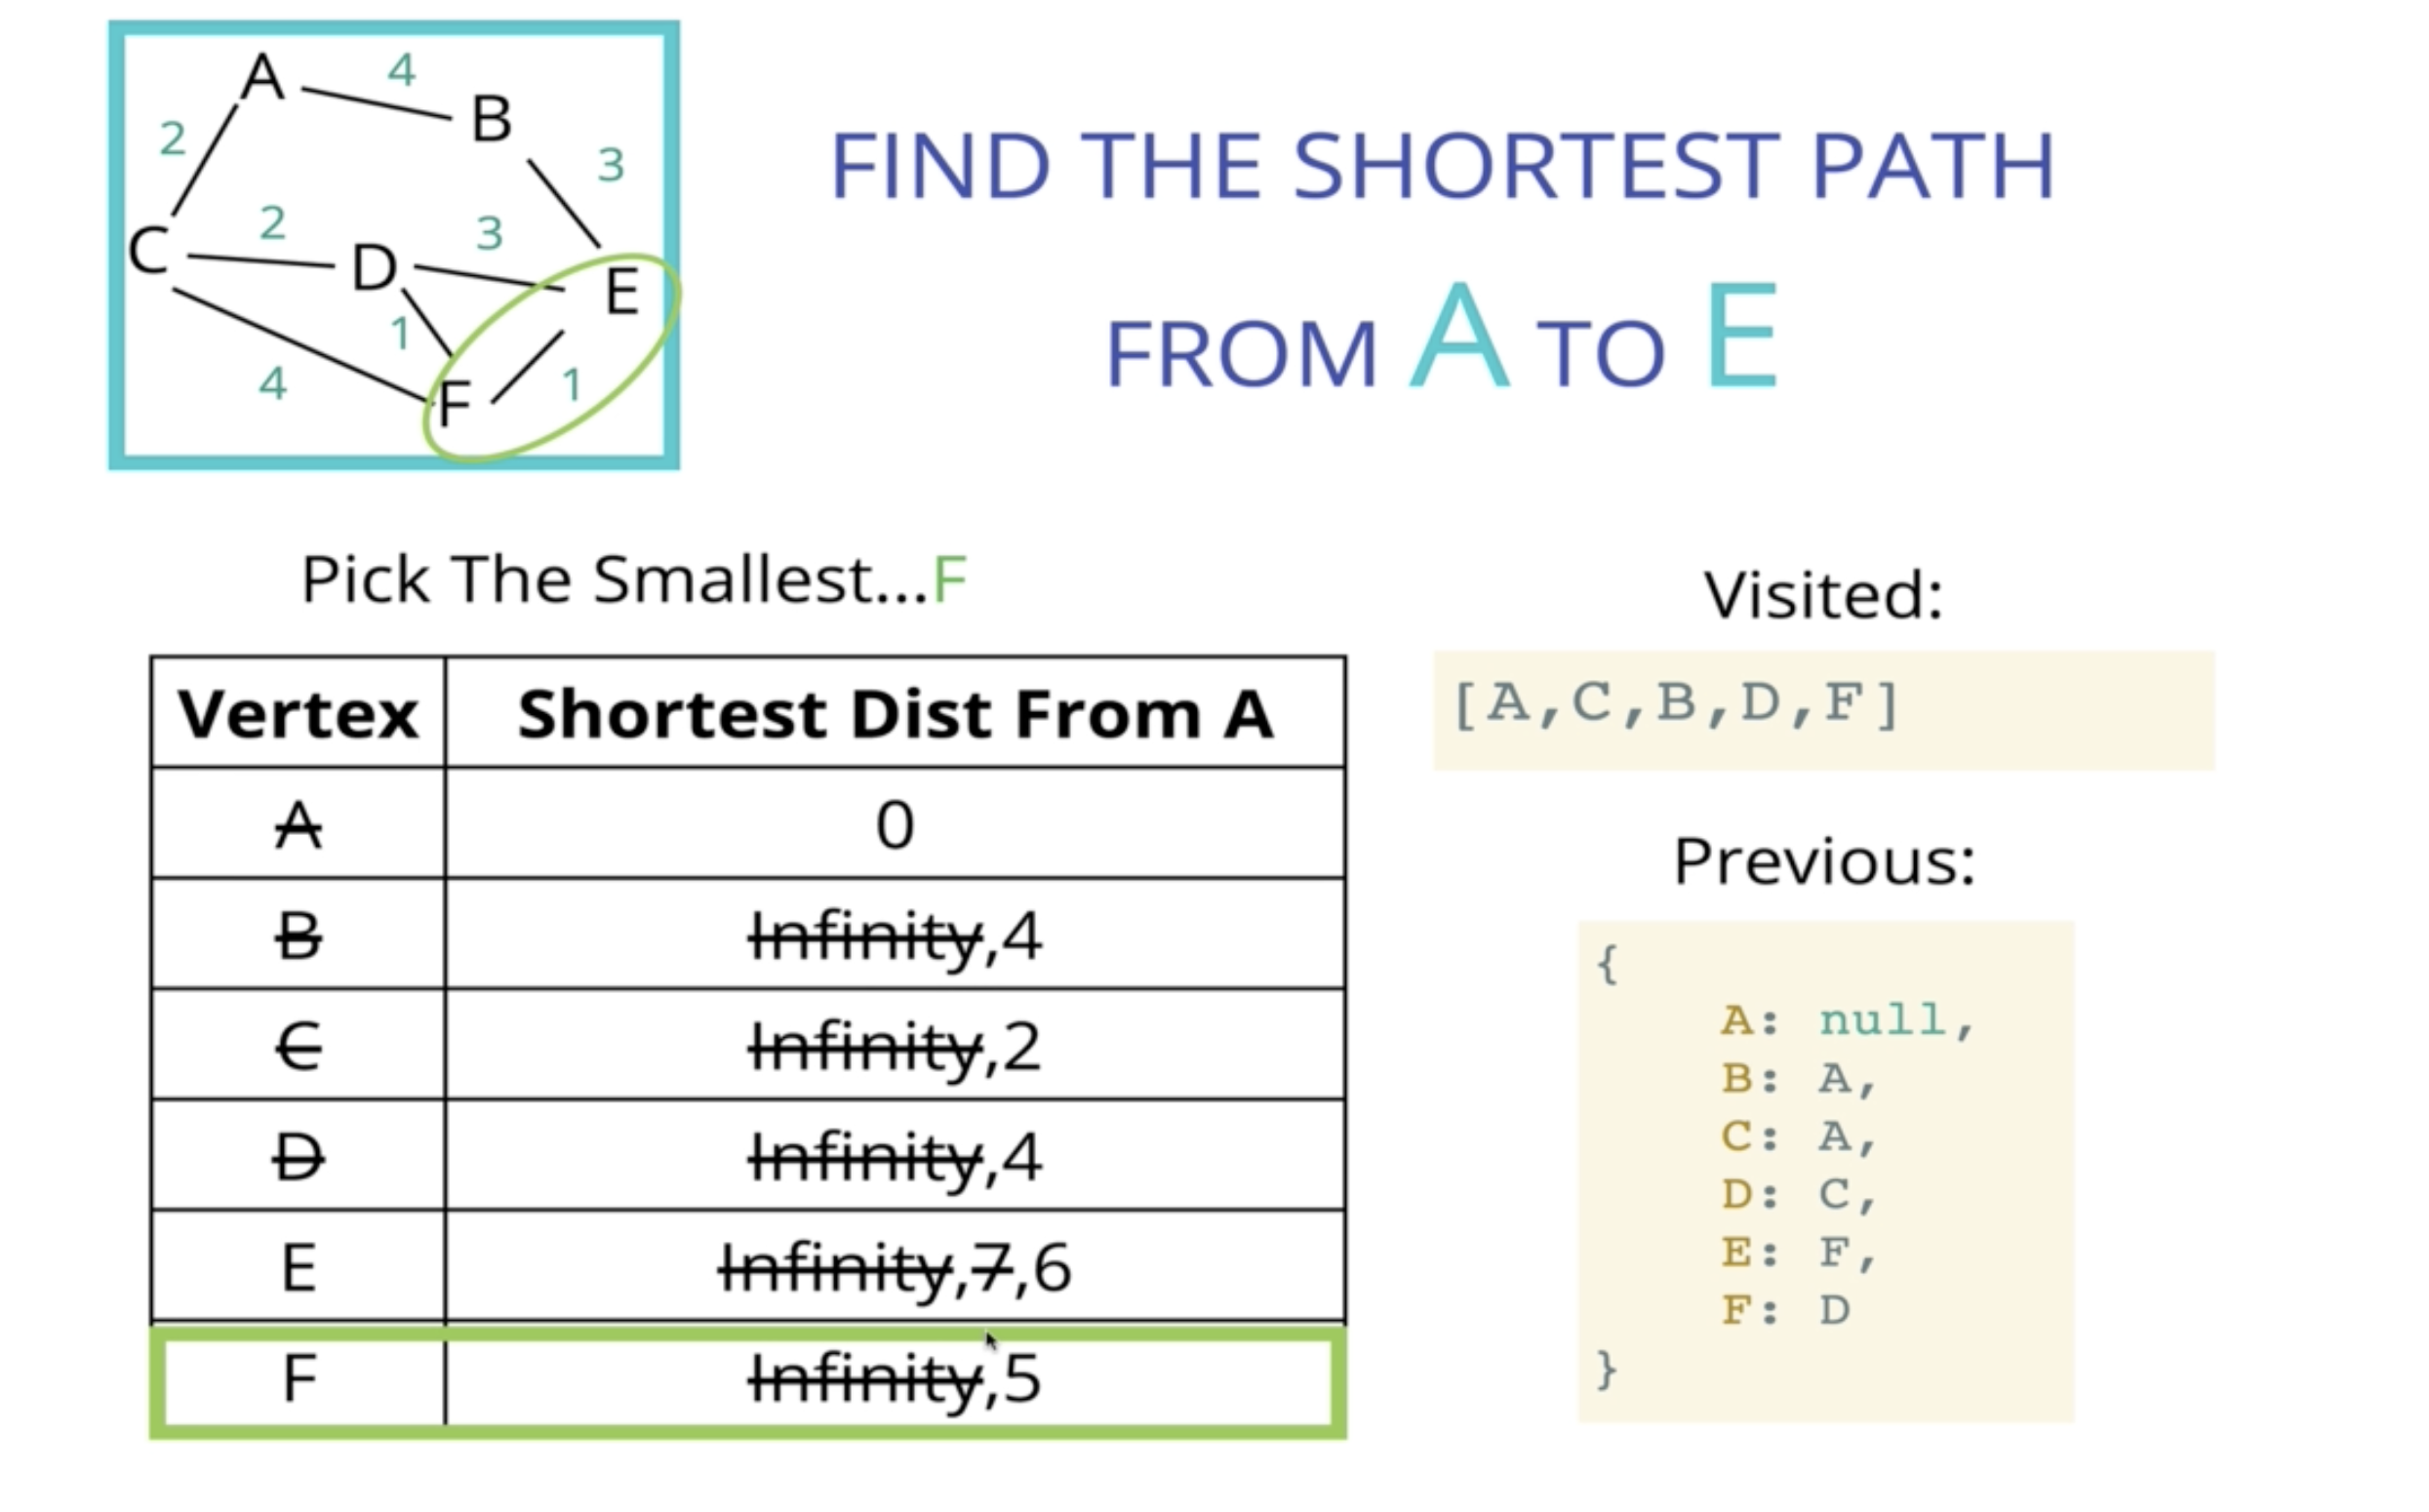 A
4
B
2
3
C
2
D
3
E
1
4
F
1
FIND THE SHORTEST PATH
FROM A TO E
Pick The Smallest...F
Vertex Shortest Dist From A
A 0
B Infinity,4
C Infinity,2
D Infinity,4
E Infinity,7,6
F Infinity,5
Visited:
[A,C,B,D,F]
Previous:
{
A: null,
B: A,
C: A,
D: C,
E: F,
F: D
}